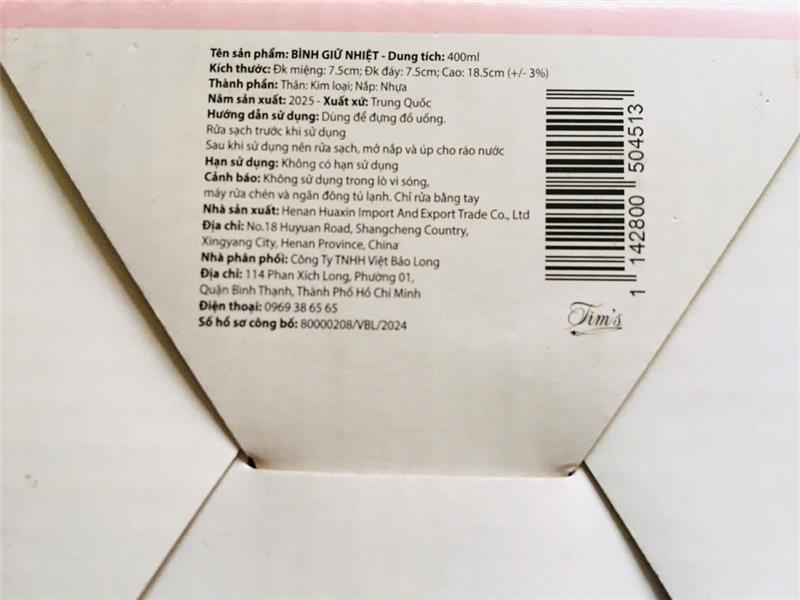 Tên sản phẩm: BÌNH GIỮ NHIỆT - Dung tích: 400ml
Kích thước: Đk miệng: 7.5cm; Đk đáy: 7.5cm; Cao: 18.5cm (+/- 3%)
Thành phần: Thân: Kim loại; Nắp: Nhựa
Năm sản xuất: 2025 - Xuất xứ: Trung Quốc
Hướng dẫn sử dụng: Dùng để đựng đồ uống.
Rửa sạch trước khi sử dụng
Sau khi sử dụng nên rửa sạch, mở nắp và úp cho ráo nước
Hạn sử dụng: Không có hạn sử dụng
Cảnh báo: Không sử dụng trong lò vi sóng,
máy rửa chén và ngăn đông tủ lạnh. Chỉ rửa bằng tay
Nhà sản xuất: Henan Huaxin Import And Export Trade Co., Ltd
Địa chỉ: No.18 Huyuan Road, Shangcheng Country,
Xingyang City, Henan Province, China
Nhà phân phối: Công Ty TNHH Việt Bảo Long
Địa chỉ: 114 Phan Xích Long, Phường 01,
Quận Bình Thạnh, Thành Phố Hồ Chí Minh
Điện thoại: 0969 38 65 65
Số hồ sơ công bố: 80000208/VBL/2024
1 142800 504513
Tim's